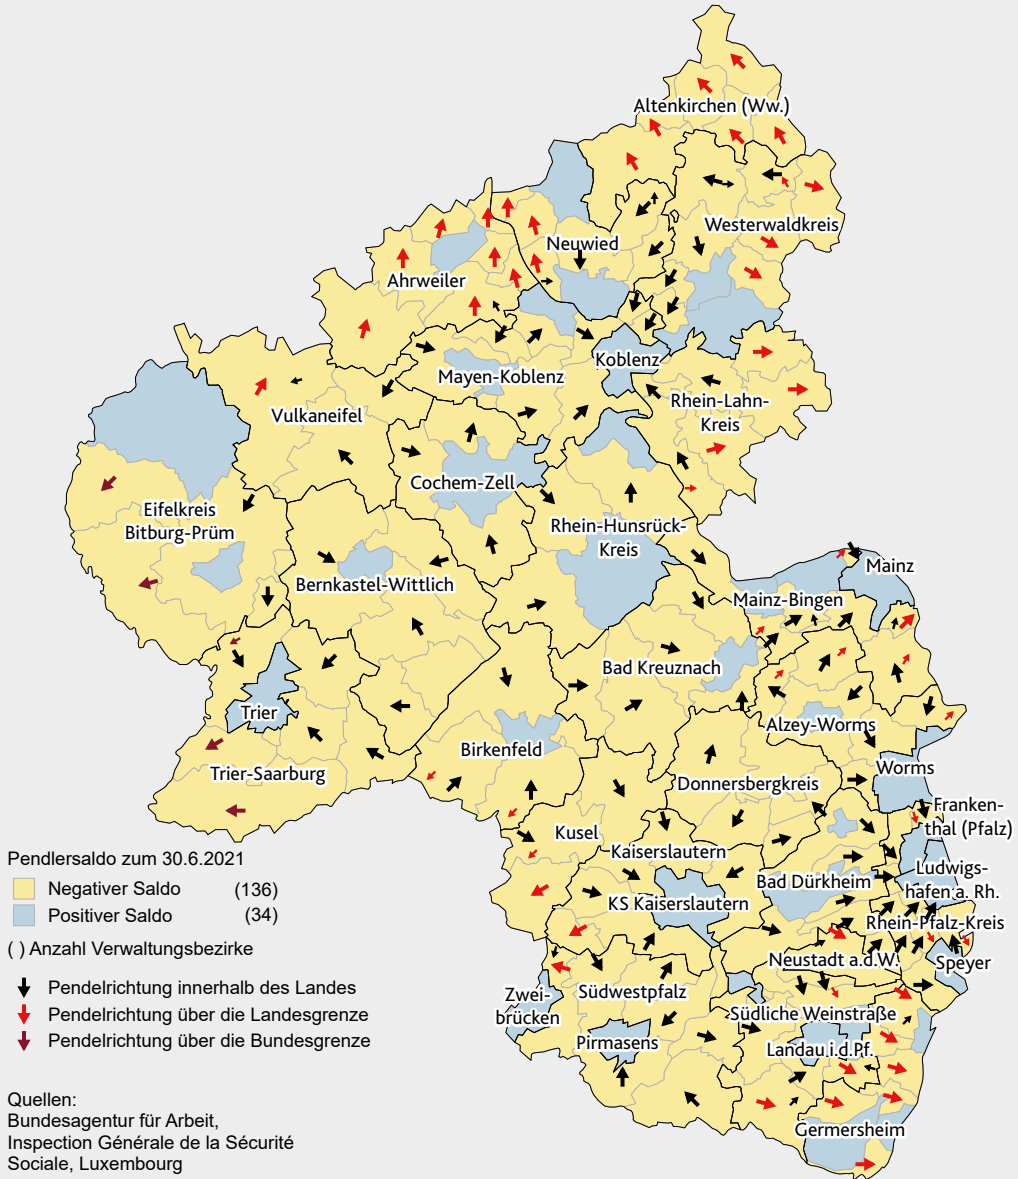 Altenkirchen (Ww.)
Westerwaldkreis
Neuwied
Ahrweiler
Koblenz
Mayen-Koblenz
Rhein-Lahn-
Kreis
Vulkaneifel
Cochem-Zell
Eifelkreis
Bitburg-Prüm
Rhein-Hunsrück-
Kreis
Mainz
Bernkastel-Wittlich
Mainz-Bingen
Bad Kreuznach
Trier
Alzey-Worms
Birkenfeld
Trier-Saarburg
Worms
Donnersbergkreis
Franken-
thal (Pfalz)
Kusel
Kaiserslautern
Ludwigs-
hafen a. Rh.
Bad Dürkheim
KS Kaiserslautern
Rhein-Pfalz-Kreis
Neustadt a.d.W.
Speyer
Zwei-
brücken
Südwestpfalz
Südliche Weinstraße
Pirmasens
Landau i.d.Pf.
Germersheim
Pendlersaldo zum 30.6.2021
Negativer Saldo (136)
Positiver Saldo (34)
( ) Anzahl Verwaltungsbezirke
Pendelrichtung innerhalb des Landes
Pendelrichtung über die Landesgrenze
Pendelrichtung über die Bundesgrenze
Quellen:
Bundesagentur für Arbeit,
Inspection Générale de la Sécurité
Sociale, Luxembourg